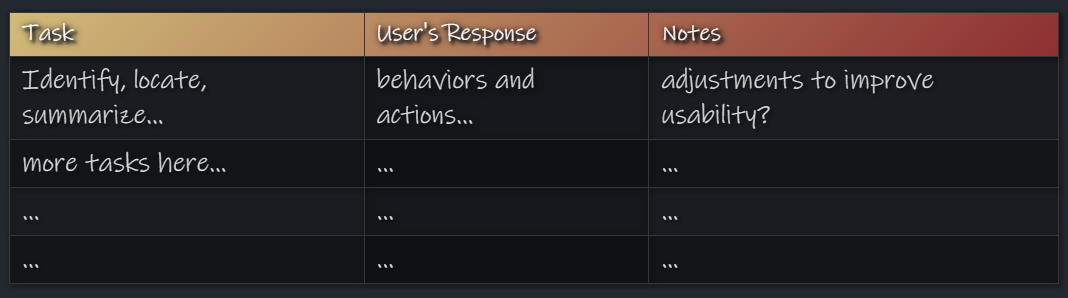 Task User's Response Notes
Identify, locate, behaviors and adjustments to improve
summarize... actions... usability?
more tasks here... ... ...
... ... ...
... ... ...